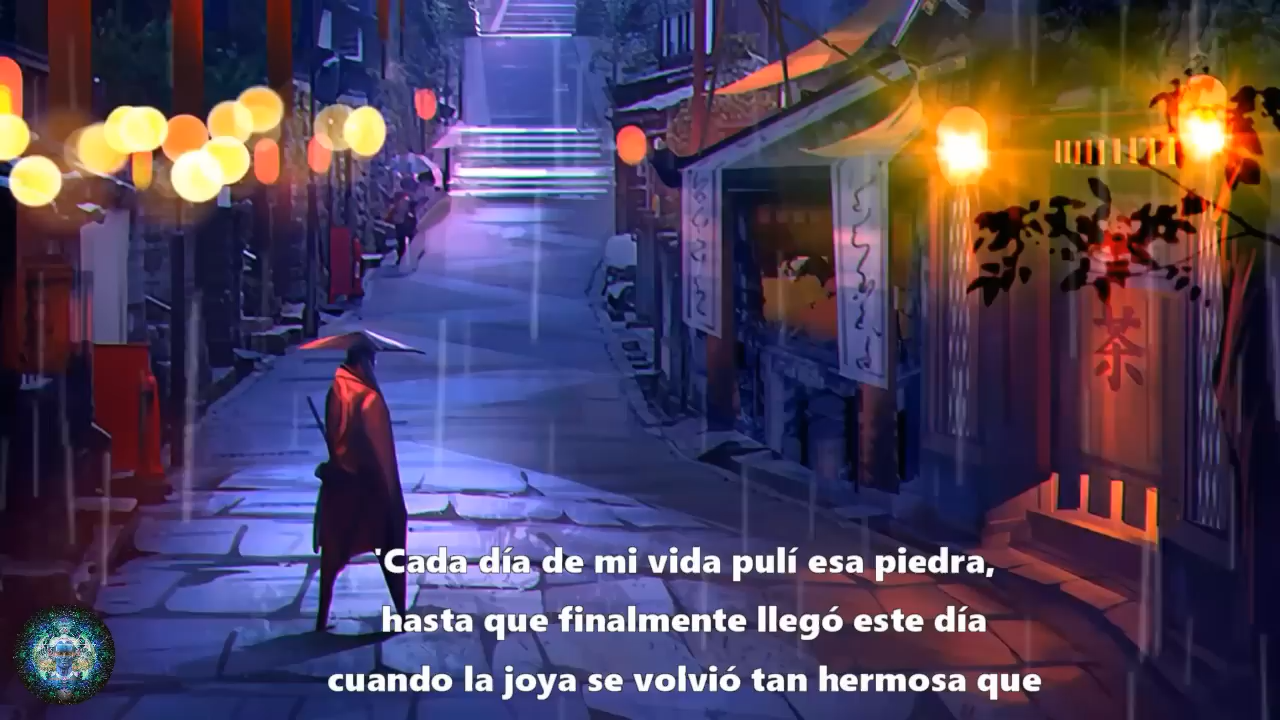 茶
'Cada día de mi vida pulí esa piedra,
hasta que finalmente llegó este día
cuando la joya se volvió tan hermosa que